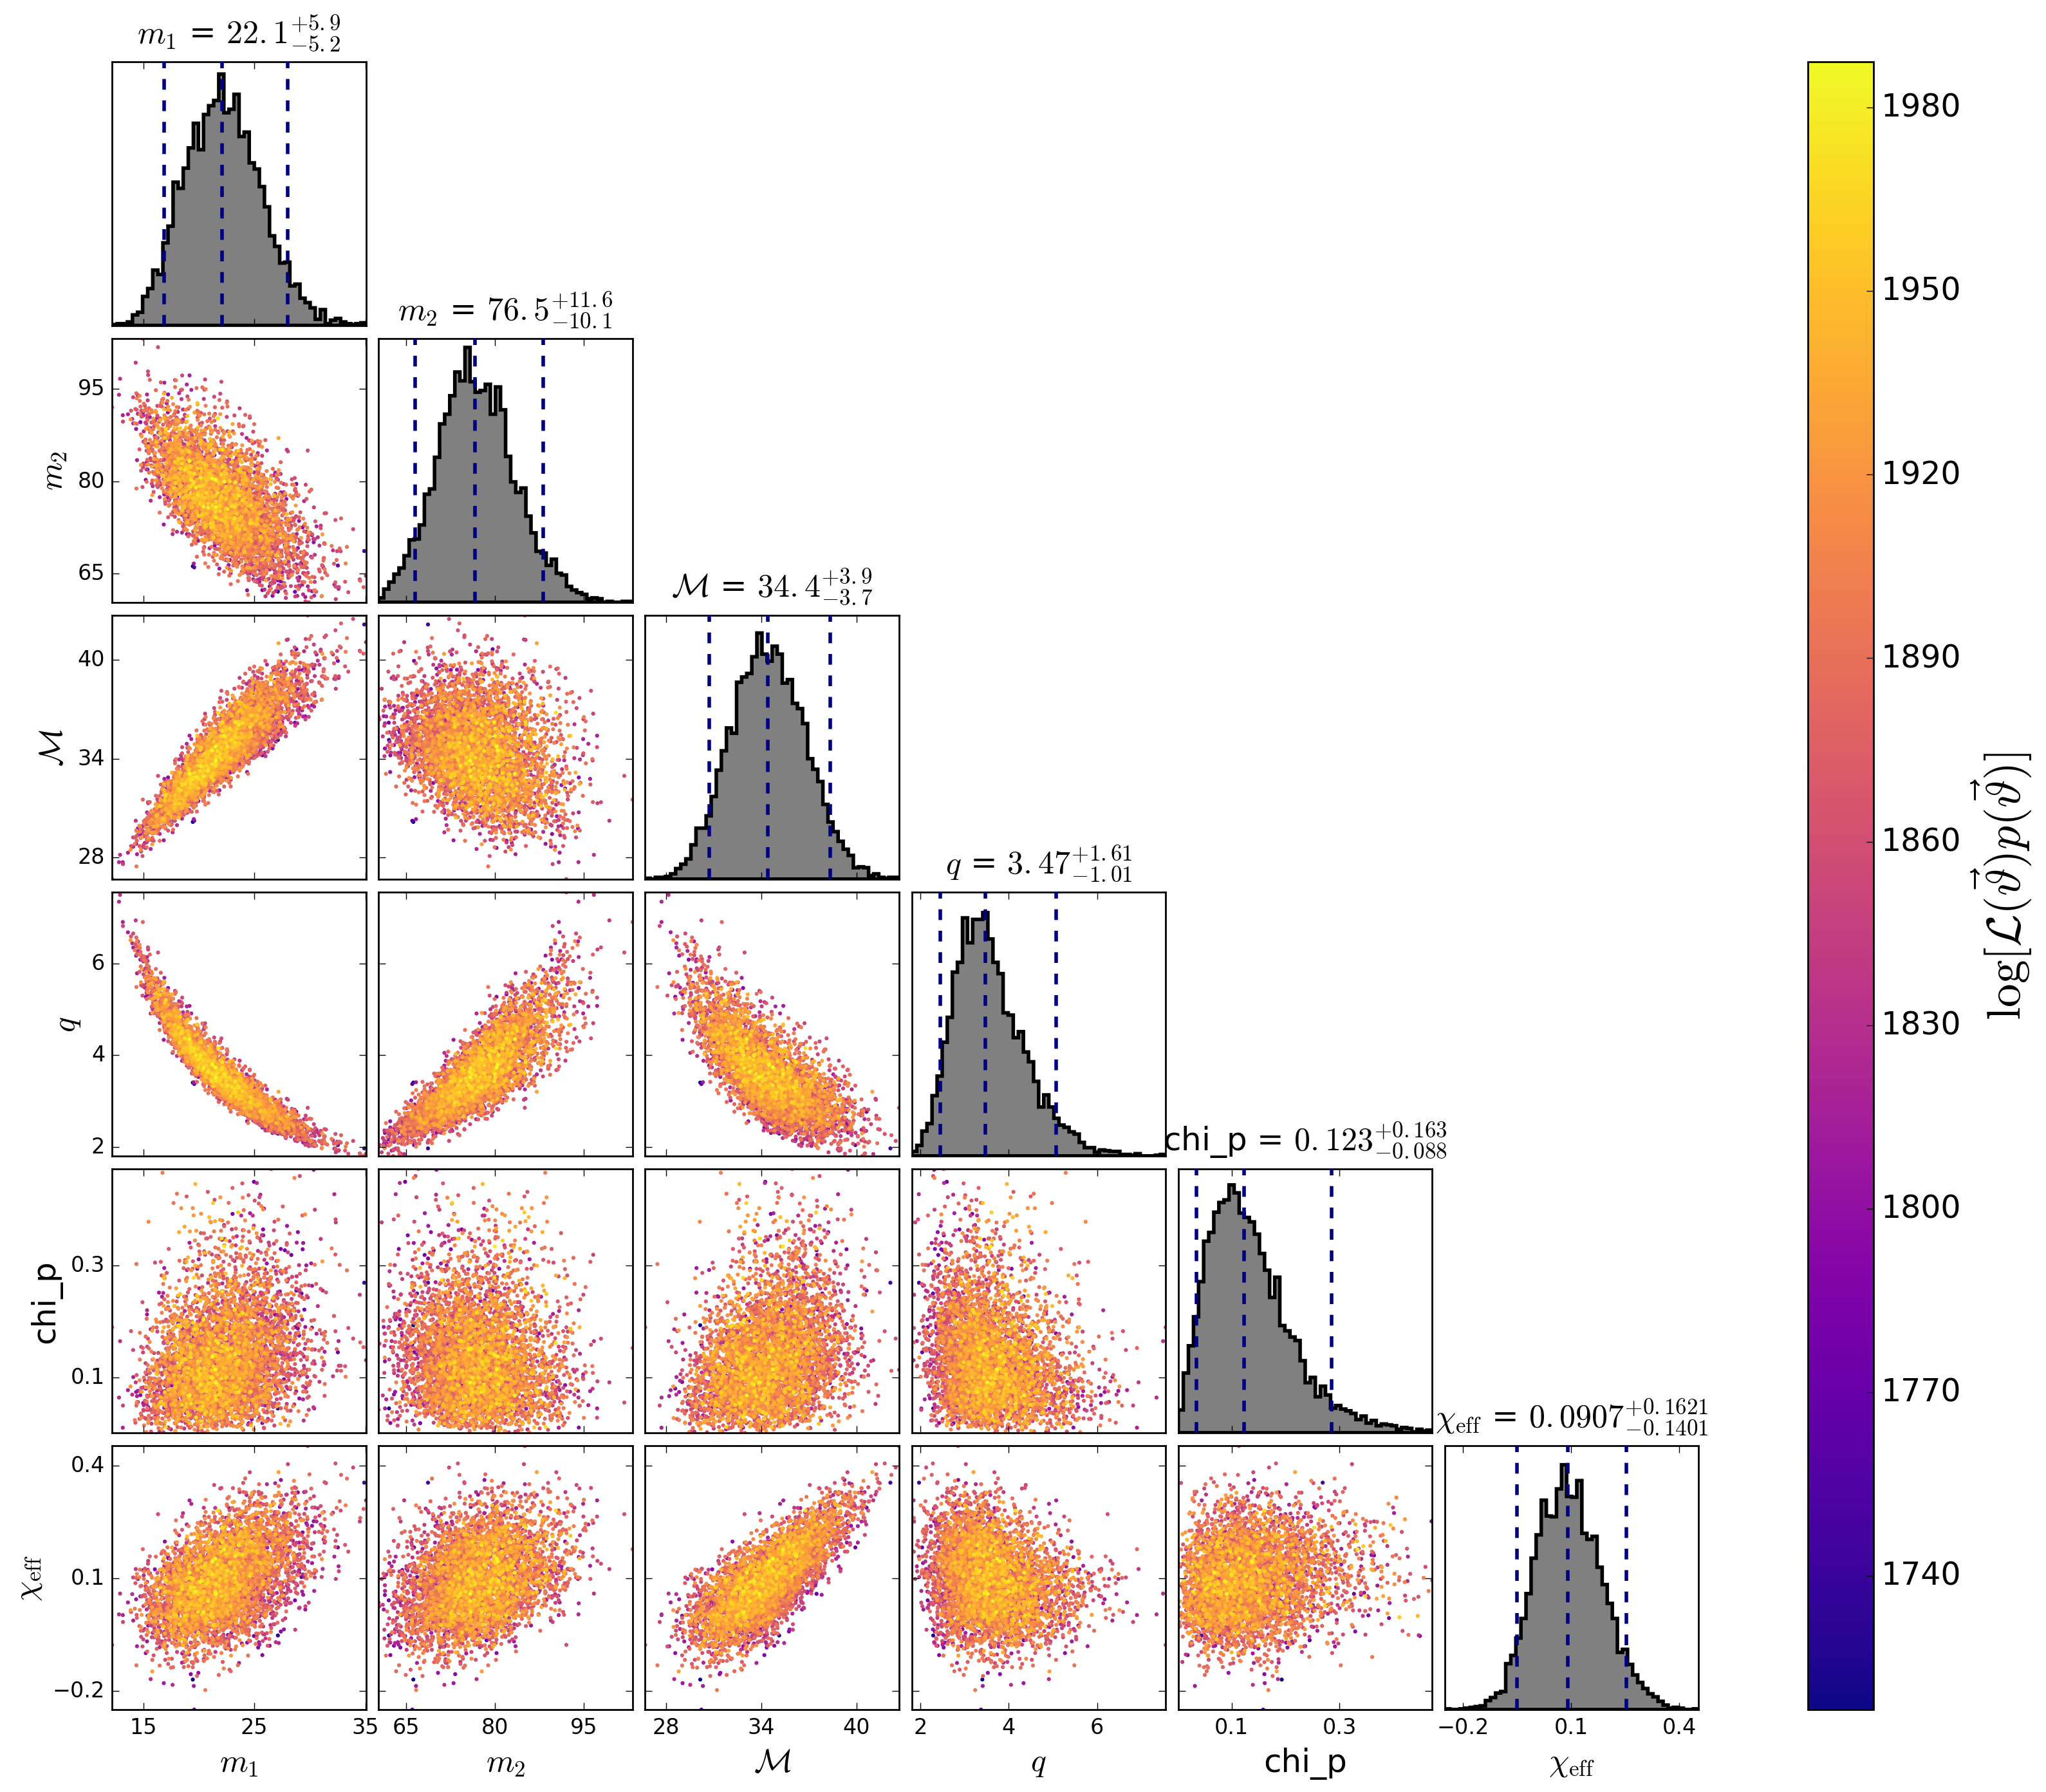 m₁ = 22.1⁺⁵·⁹₋₅.₂
1980
1950
m₂ = 76.5⁺¹¹·⁶₋₁₀.₁
95
m₂
80
65
1920
ℳ = 34.4⁺³·⁹₋₃.₇
1890
40
ℳ
34
28
1860
log[ℒ(ϑ⃗)p(ϑ⃗)]
q = 3.47⁺¹·⁶¹₋₁.₀₁
6
q
4
2
1830
chi_p = 0.123⁺⁰·¹⁶³₋₀.₀₈₈
1800
0.3
chi_p
0.1
1770
χeff = 0.0907⁺⁰·¹⁶²¹₋₀.₁₄₀₁
0.4
χeff
0.1
−0.2
1740
15 25 35 65 80 95 28 34 40 2 4 6 0.1 0.3 −0.2 0.1 0.4
m₁ m₂ ℳ q chi_p χeff